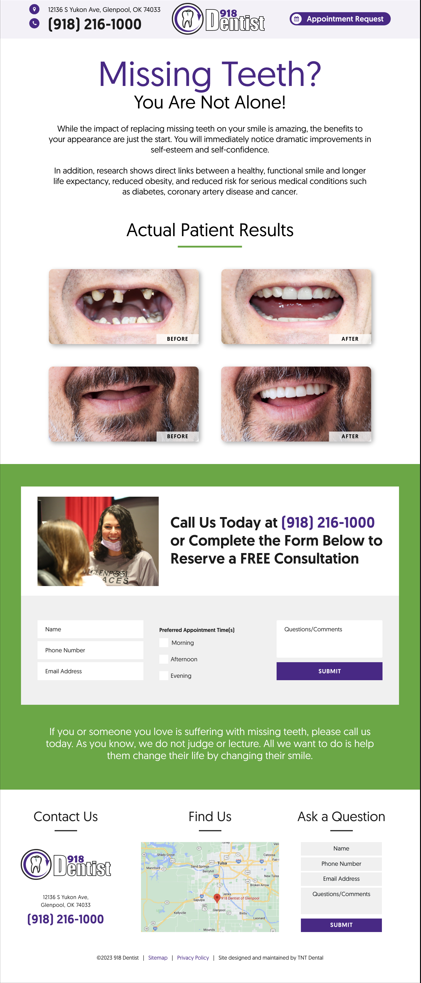 12136 S Yukon Ave, Glenpool, OK 74033
(918) 216-1000
918
Dentist
Appointment Request
Missing Teeth?
You Are Not Alone!
While the impact of replacing missing teeth on your smile is amazing, the benefits to
your appearance are just the start. You will immediately notice dramatic improvements in
self-esteem and self-confidence.
In addition, research shows direct links between a healthy, functional smile and longer
life expectancy, reduced obesity, and reduced risk for serious medical conditions such
as diabetes, coronary artery disease and cancer.
Actual Patient Results
BEFORE
AFTER
BEFORE
AFTER
Call Us Today at (918) 216-1000
or Complete the Form Below to
Reserve a FREE Consultation
Name
Phone Number
Email Address
Preferred Appointment Time(s)
Morning
Afternoon
Evening
Questions/Comments
SUBMIT
If you or someone you love is suffering with missing teeth, please call us
today. As you know, we do not judge or lecture. All we want to do is help
them change their life by changing their smile.
Contact Us
918
Dentist
12136 S Yukon Ave,
Glenpool, OK 74033
(918) 216-1000
Find Us
Tulsa
918 Dentist of Glenpool
Ask a Question
Name
Phone Number
Email Address
Questions/Comments
SUBMIT
©2023 918 Dentist | Sitemap | Privacy Policy | Site designed and maintained by TNT Dental